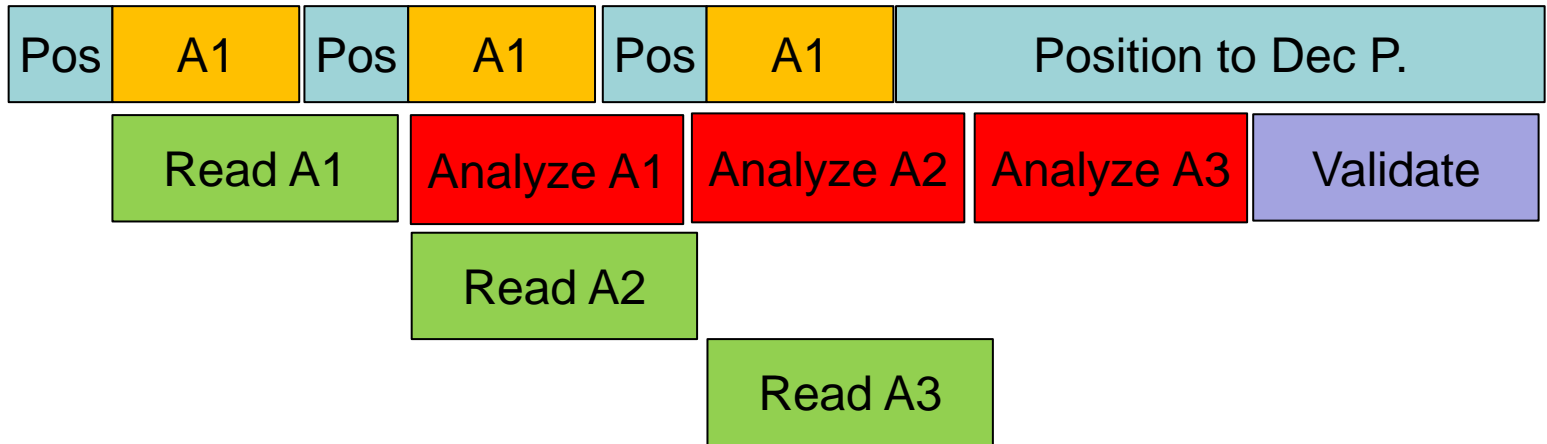 Pos A1 Pos A1 Pos A1 Position to Dec P.
Read A1 Analyze A1 Analyze A2 Analyze A3 Validate
Read A2
Read A3